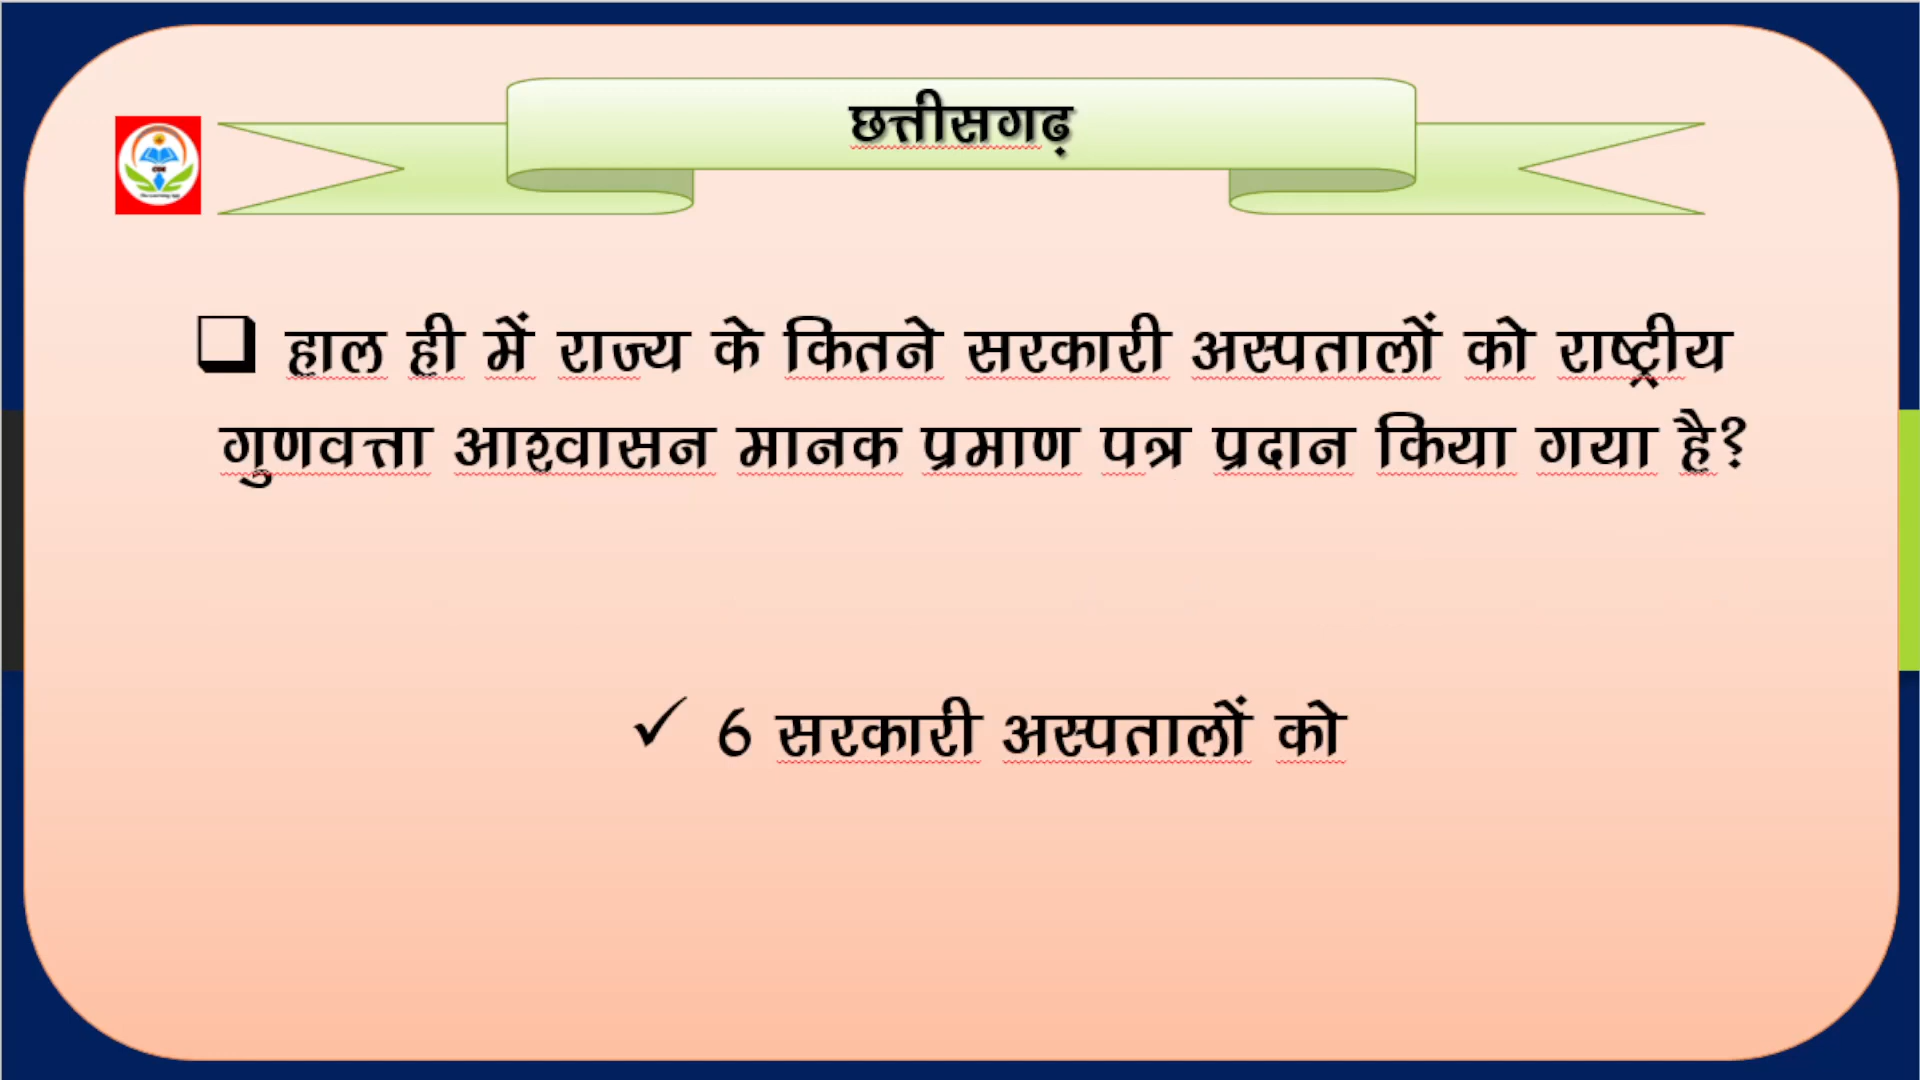 छत्तीसगढ़
हाल ही में राज्य के कितने सरकारी अस्पतालों को राष्ट्रीय
गुणवत्ता आश्वासन मानक प्रमाण पत्र प्रदान किया गया है?
✓ 6 सरकारी अस्पतालों को